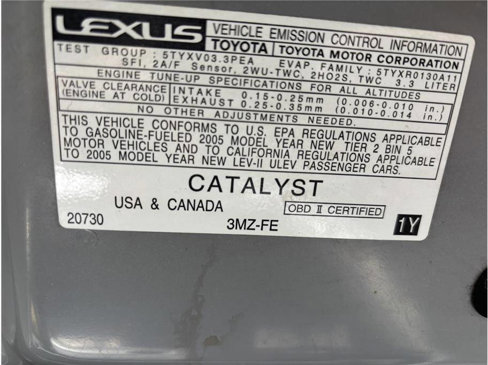 LEXUS VEHICLE EMISSION CONTROL INFORMATION
TOYOTA TOYOTA MOTOR CORPORATION
TEST GROUP : 5TYXV03.3PEA EVAP. FAMILY : 5TYXR0130A11
SFI, 2A/F Sensor, 2WU-TWC, 2HO2S, TWC 3.3 LITER
ENGINE TUNE-UP SPECIFICATIONS FOR ALL ALTITUDES
VALVE CLEARANCE INTAKE 0.15-0.25mm (0.006-0.010 in.)
(ENGINE AT COLD) EXHAUST 0.25-0.35mm (0.010-0.014 in.)
NO OTHER ADJUSTMENTS NEEDED.
THIS VEHICLE CONFORMS TO U.S. EPA REGULATIONS APPLICABLE
TO GASOLINE-FUELED 2005 MODEL YEAR NEW TIER 2 BIN 5
MOTOR VEHICLES AND TO CALIFORNIA REGULATIONS APPLICABLE
TO 2005 MODEL YEAR NEW LEV-II ULEV PASSENGER CARS.
CATALYST
USA & CANADA OBD II CERTIFIED
20730 3MZ-FE 1Y